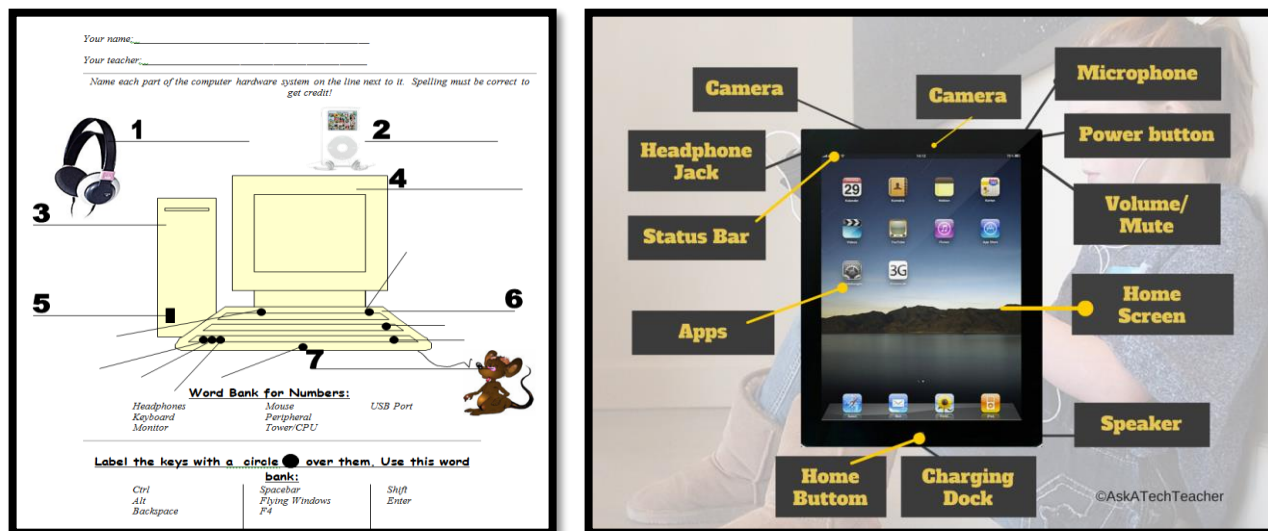 Your name:
Your teacher:
Name each part of the computer hardware system on the line next to it.  Spelling must be correct to
get credit!
1
2
3
4
5
6
7
Word Bank for Numbers:
Headphones Mouse USB Port
Keyboard Peripheral
Monitor Tower/CPU
Label the keys with a circle over them. Use this word
bank:
Ctrl Spacebar Shift
Alt Flying Windows Enter
Backspace F4
Camera
Camera
Microphone
Headphone
Jack
Power button
Status Bar
Volume/
Mute
29
3G
Apps
Home
Screen
Speaker
Home
Buttom
Charging
Dock
©AskATechTeacher